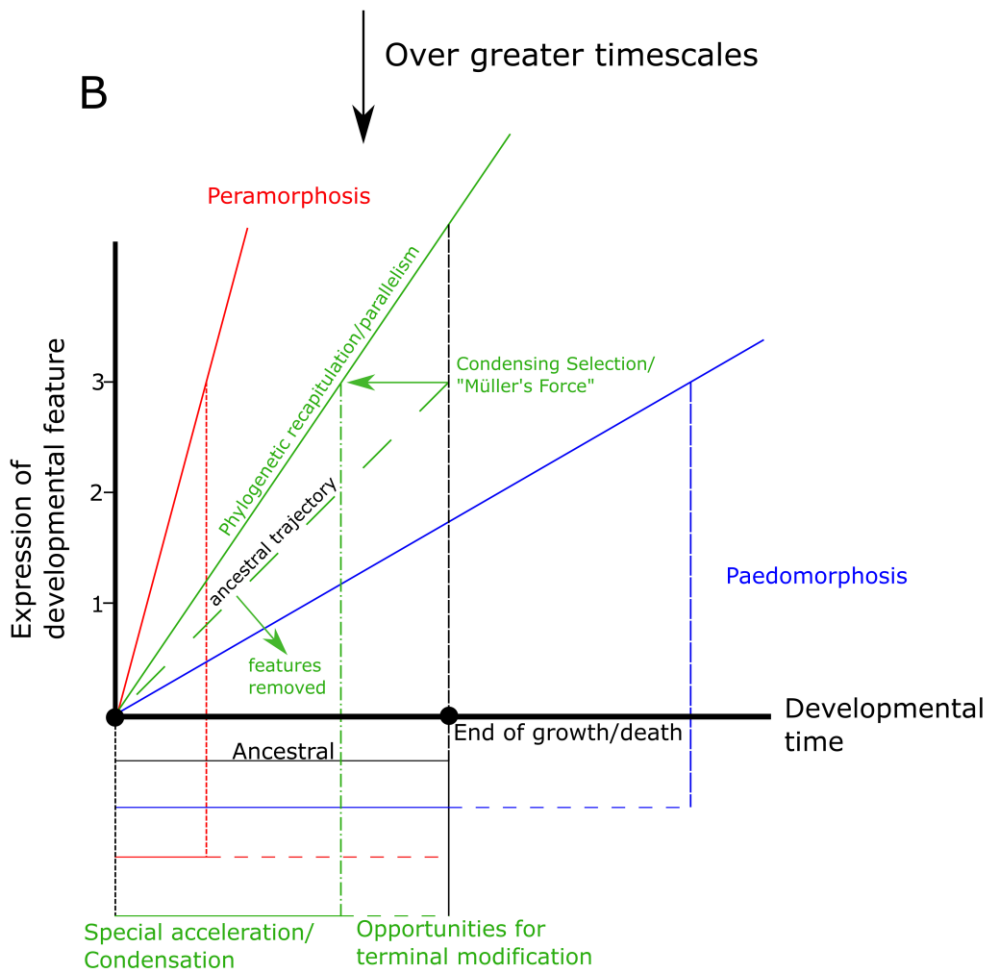 Over greater timescales
B
Peramorphosis
Phylogenetic recapitulation/parallelism
Condensing Selection/
"Müller's Force"
3
2
1
Expression of
developmental feature
ancestral trajectory
Paedomorphosis
features
removed
Developmental
time
End of growth/death
Ancestral
Special acceleration/
Condensation
Opportunities for
terminal modification